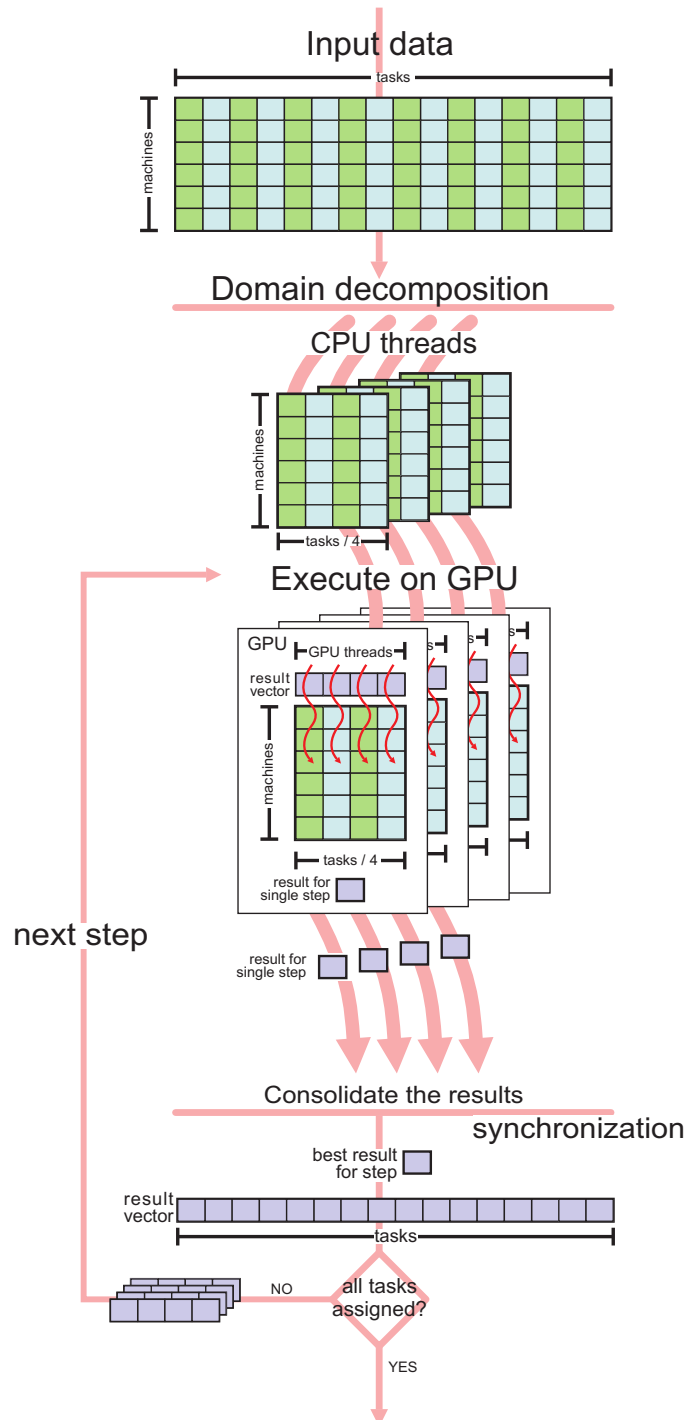 Input data
tasks
machines
Domain decomposition
CPU threads
machines
tasks / 4
Execute on GPU
GPU
GPU threads
s
s
s
result
vector
machines
tasks / 4
result for
single step
next step
result for
single step
Consolidate the results
synchronization
best result
for step
result
vector
tasks
all tasks
assigned?
NO
YES